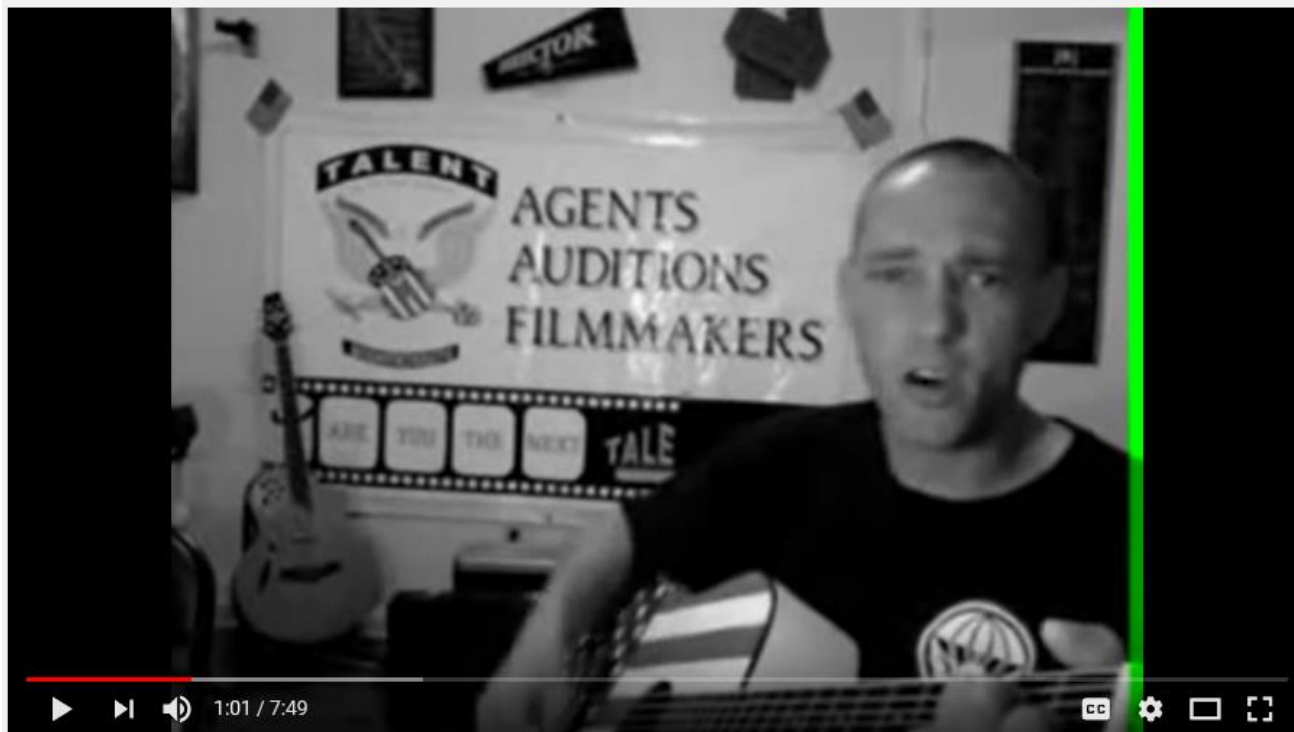 TALENT
AGENTS
AUDITIONS
FILMMAKERS
ARE YOU THE NEXT TALE
1:01 / 7:49
CC